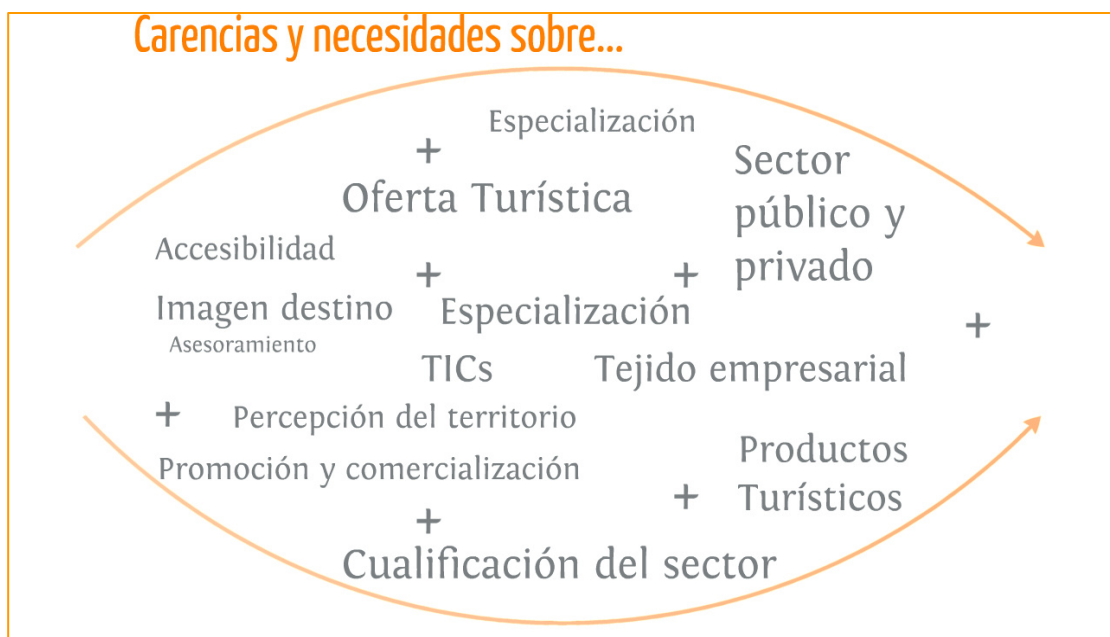 Carencias y necesidades sobre...
Especialización
+
Sector
Oferta Turística
público y
Accesibilidad
privado
+
+
Imagen destino
Especialización
+
Asesoramiento
TICs
Tejido empresarial
+
Percepción del territorio
Productos
Promoción y comercialización
+
Turísticos
+
Cualificación del sector